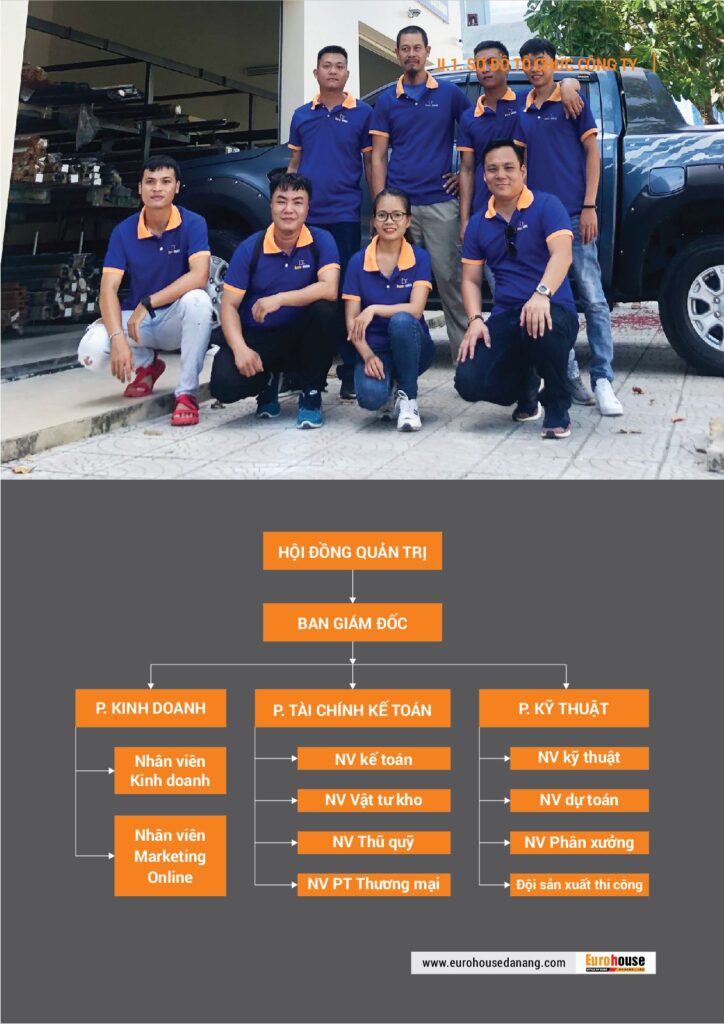 II.1. SƠ ĐỒ TỔ CHỨC CÔNG TY
HỘI ĐỒNG QUẢN TRỊ
BAN GIÁM ĐỐC
P. KINH DOANH
Nhân viên
Kinh doanh
Nhân viên
Marketing
Online
P. TÀI CHÍNH KẾ TOÁN
NV kế toán
NV Vật tư kho
NV Thũ quỹ
NV PT Thương mại
P. KỸ THUẬT
NV kỹ thuật
NV dự toán
NV Phân xưởng
Đội sản xuất thi công
www.eurohousedanang.com
Eurohouse